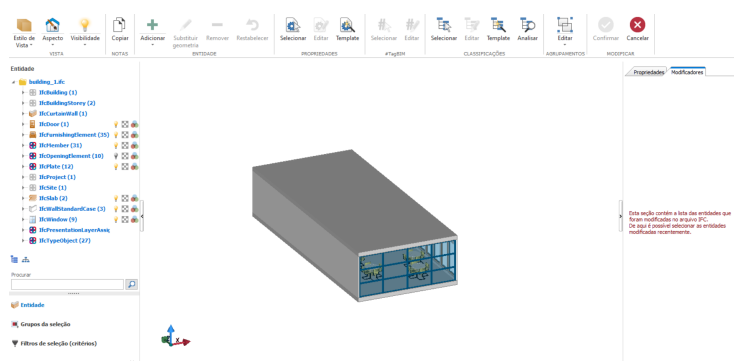 Estilo de Vista
Aspecto
Visibilidade
Copiar
Adicionar
Substituir geometria
Remover
Restabelecer
Selecionar
Editar
Template
Selecionar
Editar
Selecionar
Editar
Template
Analisar
Editar
Confirmar
Cancelar
VISTA
NOTAS
ENTIDADE
PROPRIEDADES
#TagBIM
CLASSIFICAÇÕES
AGRUPAMENTOS
MODIFICAR
Entidade
building_1.ifc
IfcBuilding (1)
IfcBuildingStorey (2)
IfcCurtainWall (1)
IfcDoor (1)
IfcFurnishingElement (35)
IfcMember (31)
IfcOpeningElement (10)
IfcPlate (12)
IfcProject (1)
IfcSite (1)
IfcSlab (2)
IfcWallStandardCase (3)
IfcWindow (9)
IfcPresentationLayerAssig
IfcTypeObject (27)
Procurar
Entidade
Grupos da seleção
Filtros de seleção (critérios)
X
Propriedades
Modificadores
Esta seção contém a lista das entidades que
foram modificadas no arquivo IFC.
De aqui é possível selecionar as entidades
modificadas recentemente.